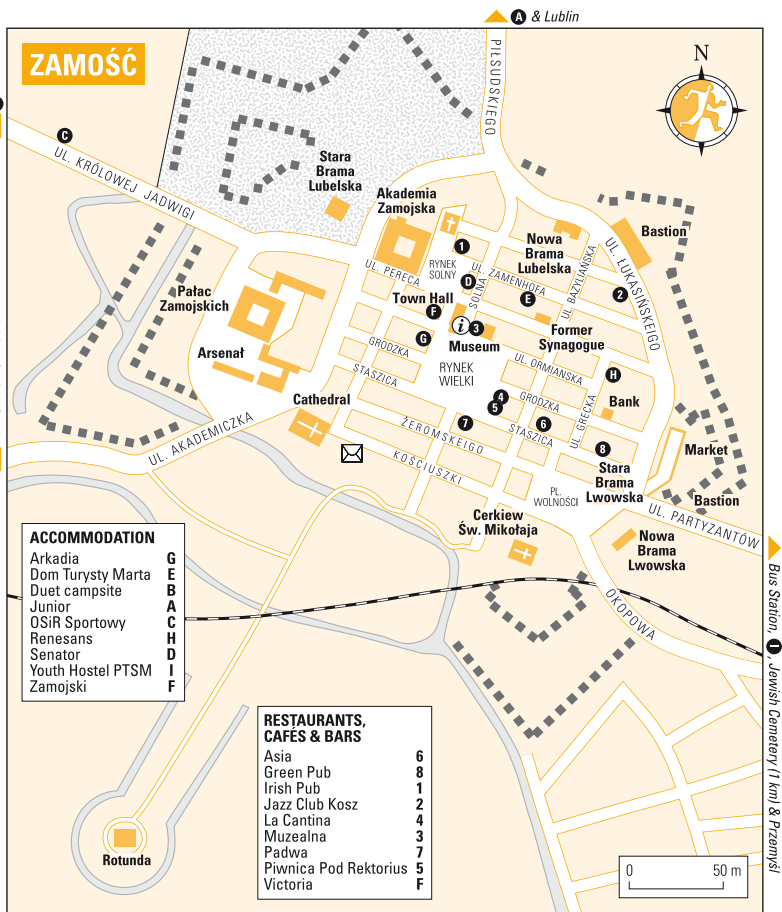 A & Lublin
ZAMOŚĆ
PIŁSUDSKIEGO
N
C
UL. KRÓLOWEJ JADWIGI
Stara
Brama
Lubelska
Akademia
Zamojska
1
RYNEK
SOLNY
UL. PERECA
D
SOLNA
UL. ZAMENHOFA
E
Nowa
Brama
Lubelska
UL. BAZYLIAŃSKA
Bastion
UL. ŁUKASIŃSKEIGO
2
Pałac
Zamojskich
Arsenał
Town Hall
F
i
3
Museum
G
Former
Synagogue
GRODZKA
STASZICA
RYNEK
WIELKI
UL. ORMIAŃSKA
H
GRODZKA
Cathedral
4
5
6
7
STASZICA
UL. GRECKA
Bank
8
UL. AKADEMICZKA
ŻEROMSKEIGO
KOŚCIUSZKI
Market
Stara
Brama
Lwowska
Bastion
PL.
WOLNOŚCI
UL. PARTYZANTÓW
Cerkiew
Św. Mikołaja
Nowa
Brama
Lwowska
OKOPOWA
Bus Station, I, Jewish Cemetery (1 km) & Przemyśl
ACCOMMODATION
Arkadia G
Dom Turysty Marta E
Duet campsite B
Junior A
OSiR Sportowy C
Renesans H
Senator D
Youth Hostel PTSM I
Zamojski F
RESTAURANTS,
CAFÉS & BARS
Asia 6
Green Pub 8
Irish Pub 1
Jazz Club Kosz 2
La Cantina 4
Muzealna 3
Padwa 7
Piwnica Pod Rektorius 5
Victoria F
Rotunda
0 50 m